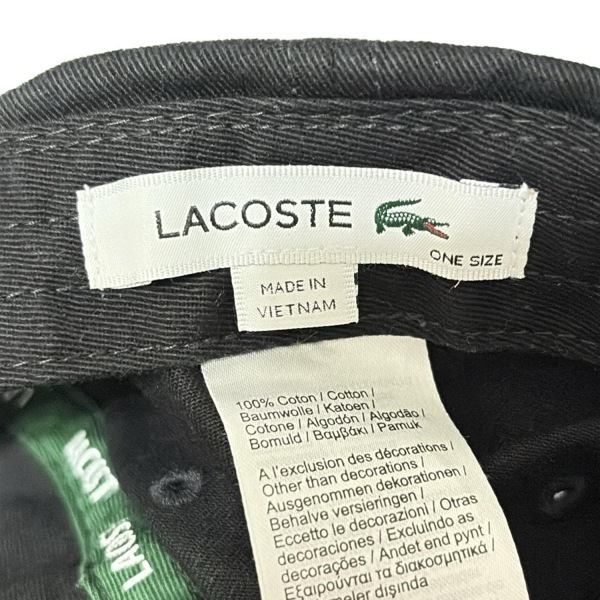 LACOSTE
ONE SIZE
MADE IN
VIETNAM
100% Coton / Cotton /
Baumwolle / Katoen /
Cotone / Algodón / Algodão /
Bomuld / Βαμβάκι / Pamuk
A l'exclusion des décorations /
Other than decorations /
Ausgenommen dekorationen /
Behalve versieringen /
Eccetto le decorazioni / Otras
decoraciones / Excluindo as
decorações / Andet end pynt /
Εξαιρούνται τα διακοσμητικά /
dışında